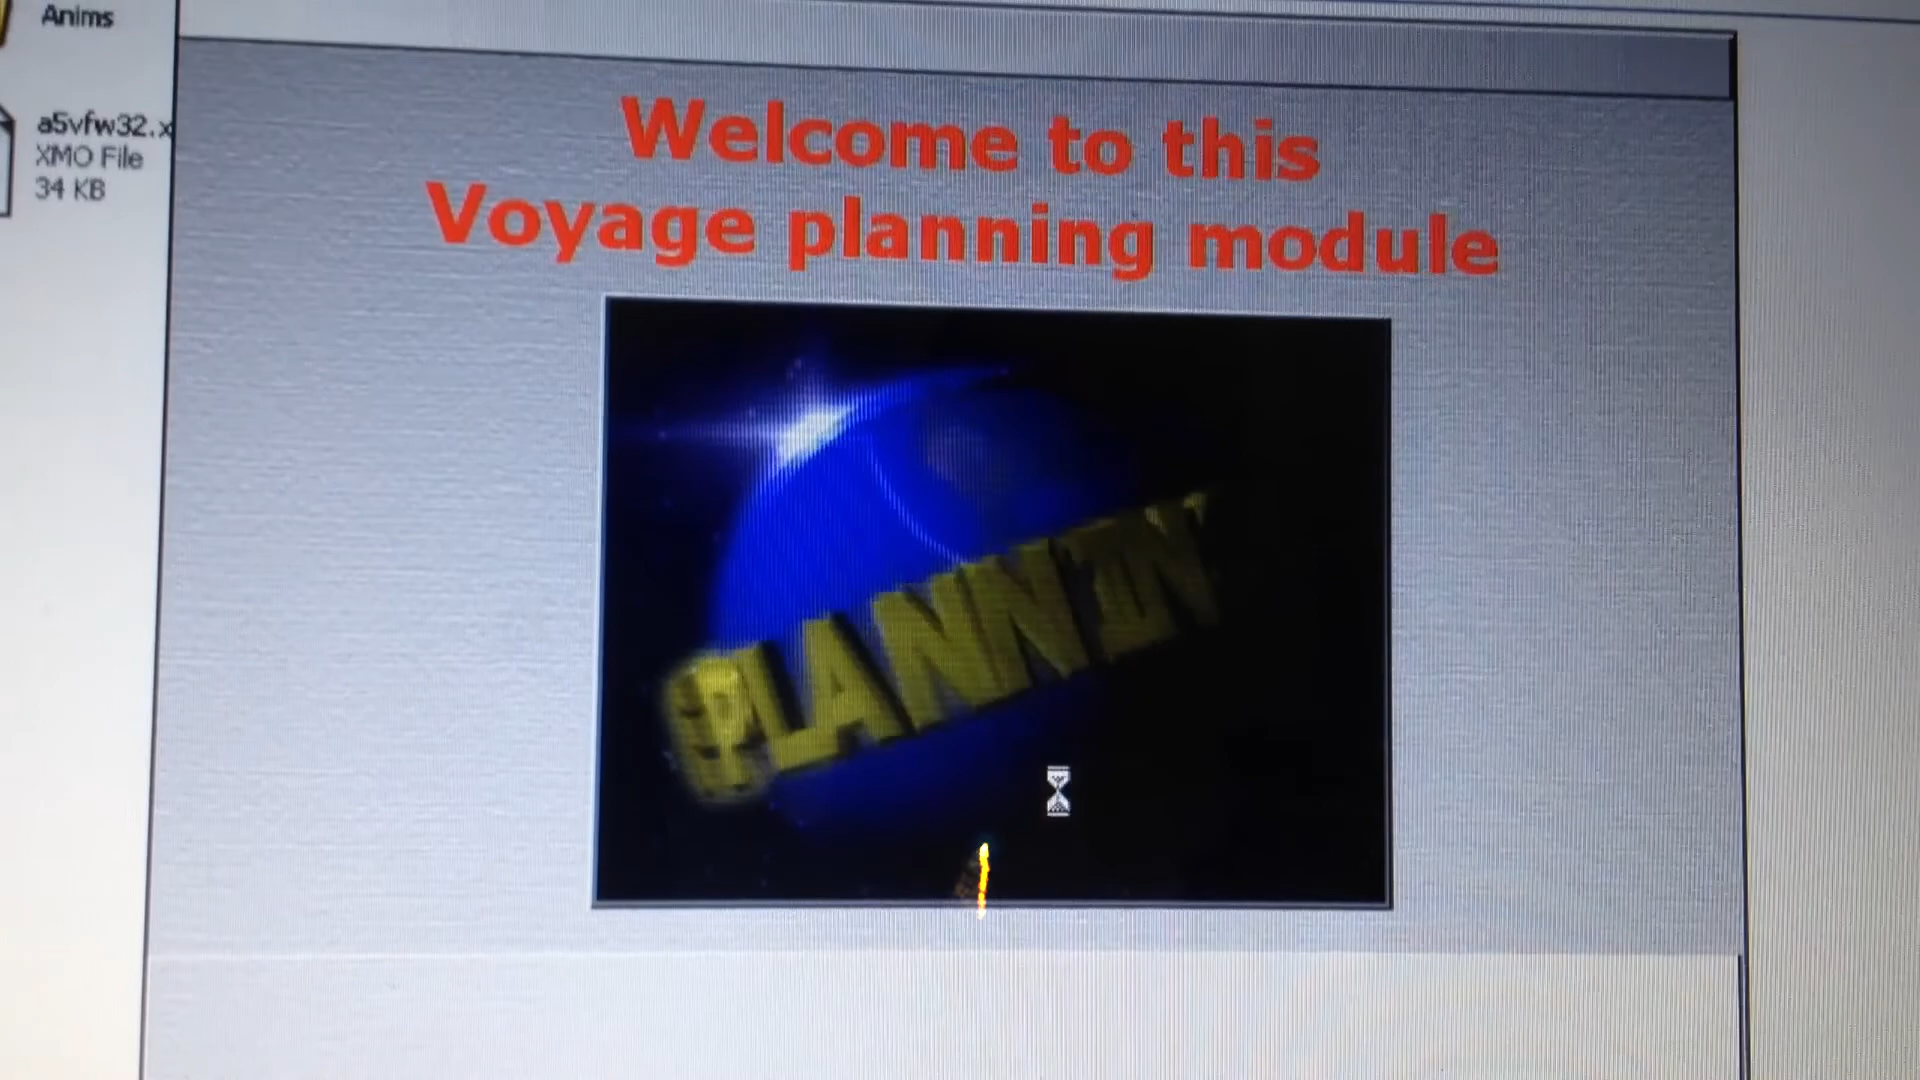 Anims
a5vfw32.x
XMO File
34 KB
Welcome to this
Voyage planning module
PLANNIN